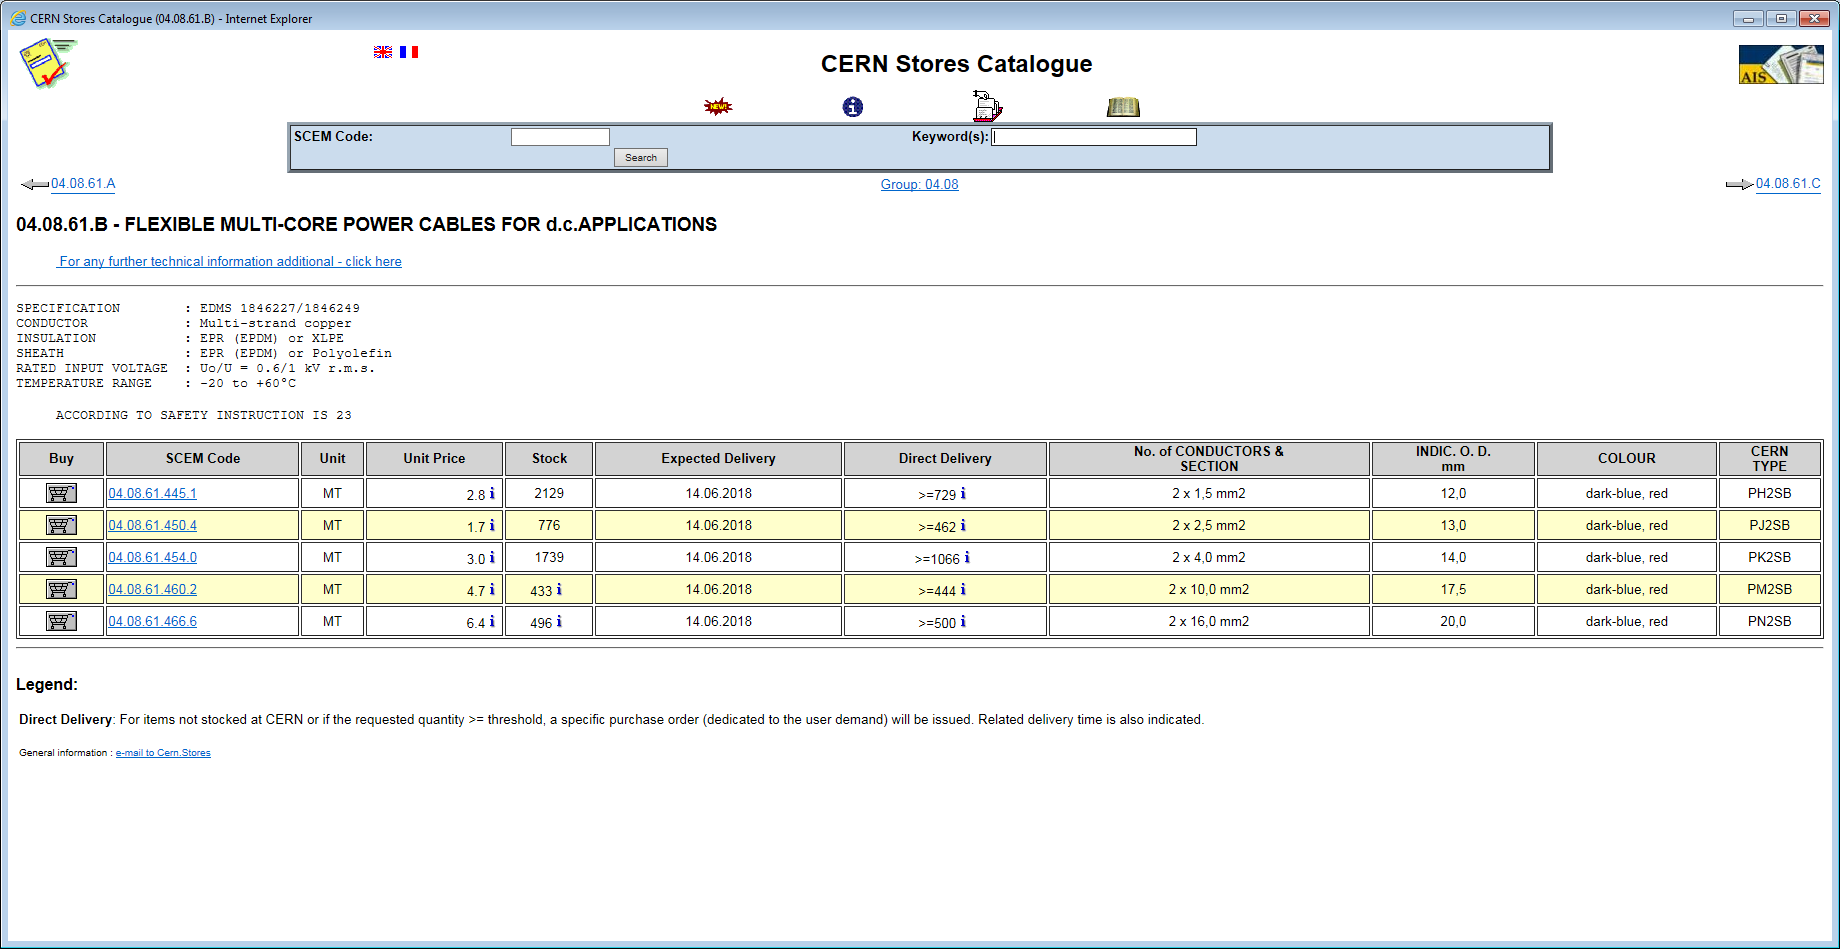 CERN Stores Catalogue (04.08.61.B) - Internet Explorer
CERN Stores Catalogue
AIS
NEW!
SCEM Code: Keyword(s):
Search
04.08.61.A Group: 04.08 04.08.61.C
04.08.61.B - FLEXIBLE MULTI-CORE POWER CABLES FOR d.c.APPLICATIONS
For any further technical information additional - click here
SPECIFICATION : EDMS 1846227/1846249
CONDUCTOR : Multi-strand copper
INSULATION : EPR (EPDM) or XLPE
SHEATH : EPR (EPDM) or Polyolefin
RATED INPUT VOLTAGE : Uo/U = 0.6/1 kV r.m.s.
TEMPERATURE RANGE : -20 to +60°C
ACCORDING TO SAFETY INSTRUCTION IS 23
Buy SCEM Code Unit Unit Price Stock Expected Delivery Direct Delivery No. of CONDUCTORS & SECTION INDIC. O. D. mm COLOUR CERN TYPE
04.08.61.445.1 MT 2.8 i 2129 14.06.2018 >=729 i 2 x 1,5 mm2 12,0 dark-blue, red PH2SB
04.08.61.450.4 MT 1.7 i 776 14.06.2018 >=462 i 2 x 2,5 mm2 13,0 dark-blue, red PJ2SB
04.08.61.454.0 MT 3.0 i 1739 14.06.2018 >=1066 i 2 x 4,0 mm2 14,0 dark-blue, red PK2SB
04.08.61.460.2 MT 4.7 i 433 i 14.06.2018 >=444 i 2 x 10,0 mm2 17,5 dark-blue, red PM2SB
04.08.61.466.6 MT 6.4 i 496 i 14.06.2018 >=500 i 2 x 16,0 mm2 20,0 dark-blue, red PN2SB
Legend:
Direct Delivery: For items not stocked at CERN or if the requested quantity >= threshold, a specific purchase order (dedicated to the user demand) will be issued. Related delivery time is also indicated.
General information : e-mail to Cern.Stores